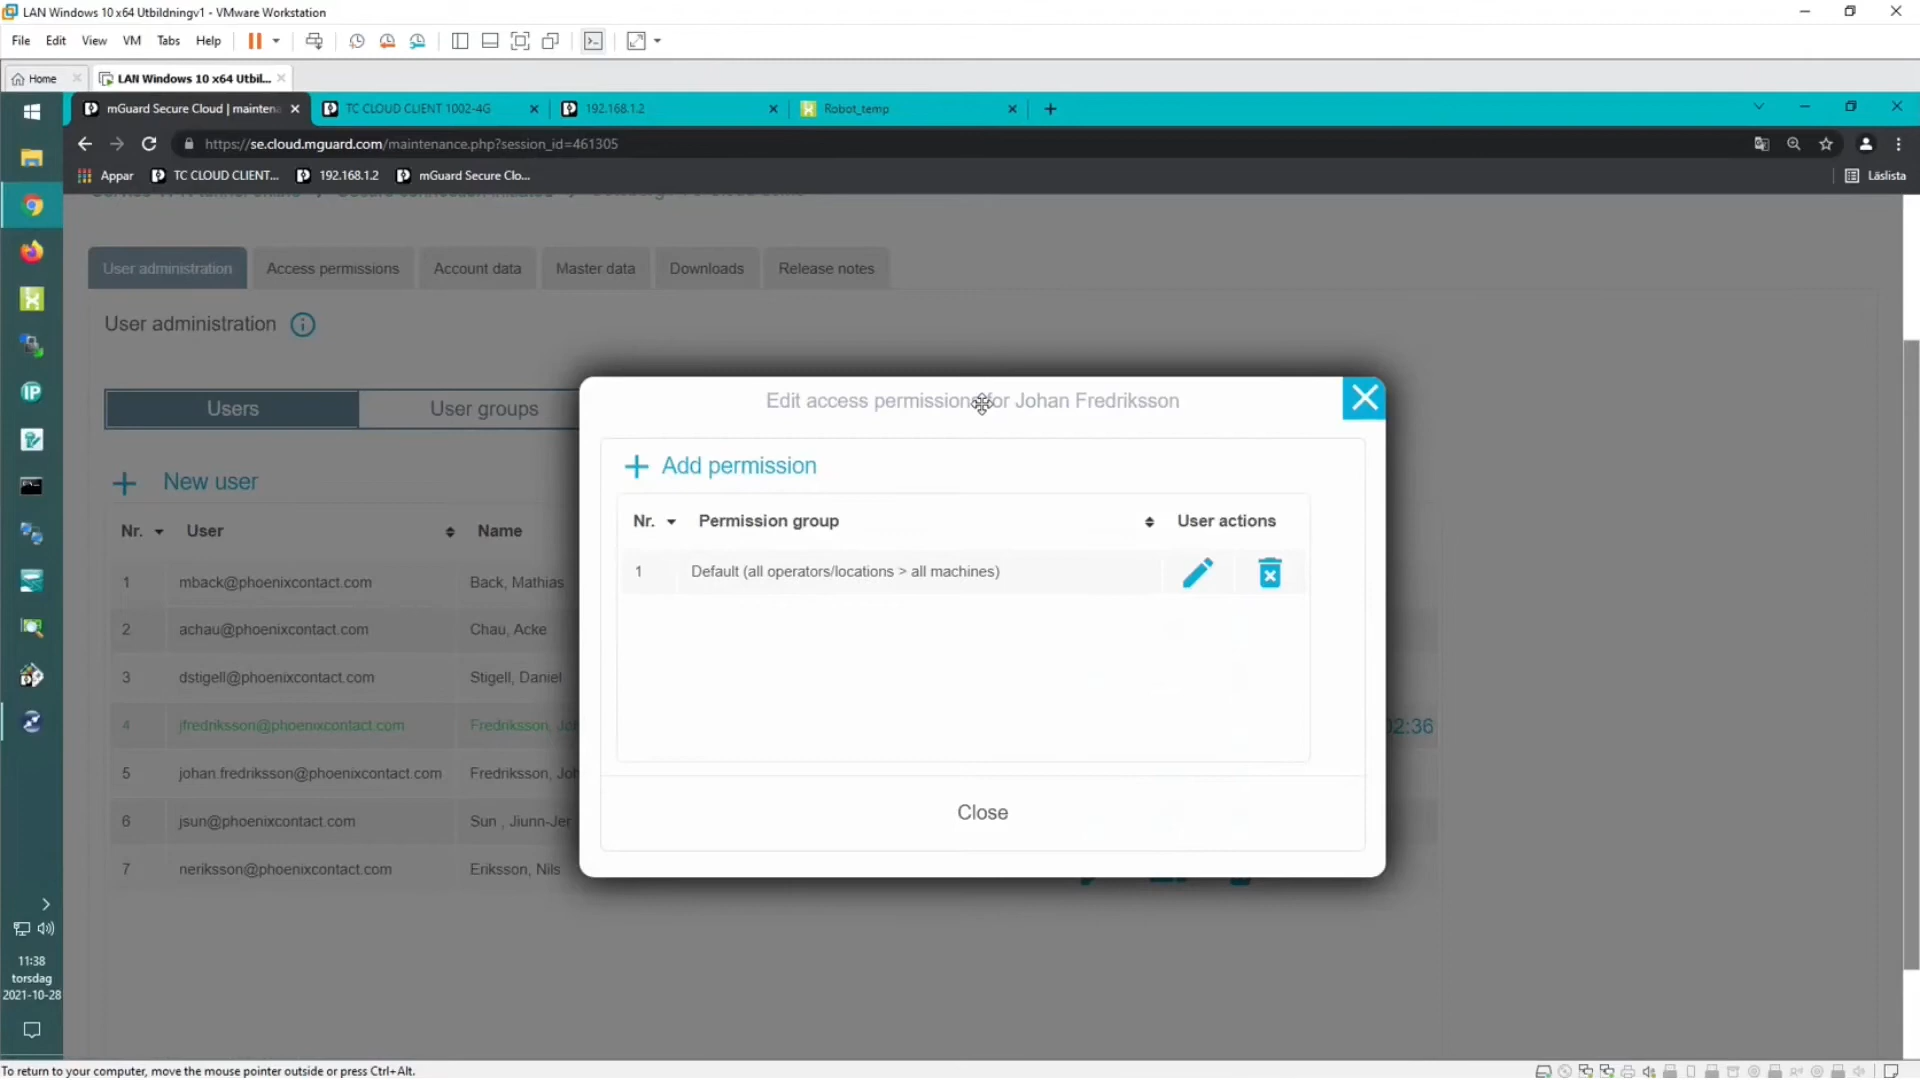 LAN Windows 10 x64 Utbildningv1 - VMware Workstation
File Edit View VM Tabs Help
Home LAN Windows 10 x64 Utbil...
mGuard Secure Cloud | mainten TC CLOUD CLIENT 1002-4G 192.168.1.2 Robot_temp
https://se.cloud.mguard.com/maintenance.php?session_id=461305
Appar TC CLOUD CLIENT... 192.168.1.2 mGuard Secure Clo... Läslista
User administration Access permissions Account data Master data Downloads Release notes
User administration
Users User groups
New user
Nr. User Name
1 mback@phoenixcontact.com Back, Mathias
2 achau@phoenixcontact.com Chau, Acke
3 dstigell@phoenixcontact.com Stigell, Daniel
4 jfredriksson@phoenixcontact.com Fredriksson, Jo 02:36
5 johan.fredriksson@phoenixcontact.com Fredriksson, Joh
6 jsun@phoenixcontact.com Sun , Jiunn-Jer
7 neriksson@phoenixcontact.com Eriksson, Nils
Edit access permissions for Johan Fredriksson
Add permission
Nr. Permission group User actions
1 Default (all operators/locations > all machines)
Close
11:38
torsdag
2021-10-28
To return to your computer, move the mouse pointer outside or press Ctrl+Alt.